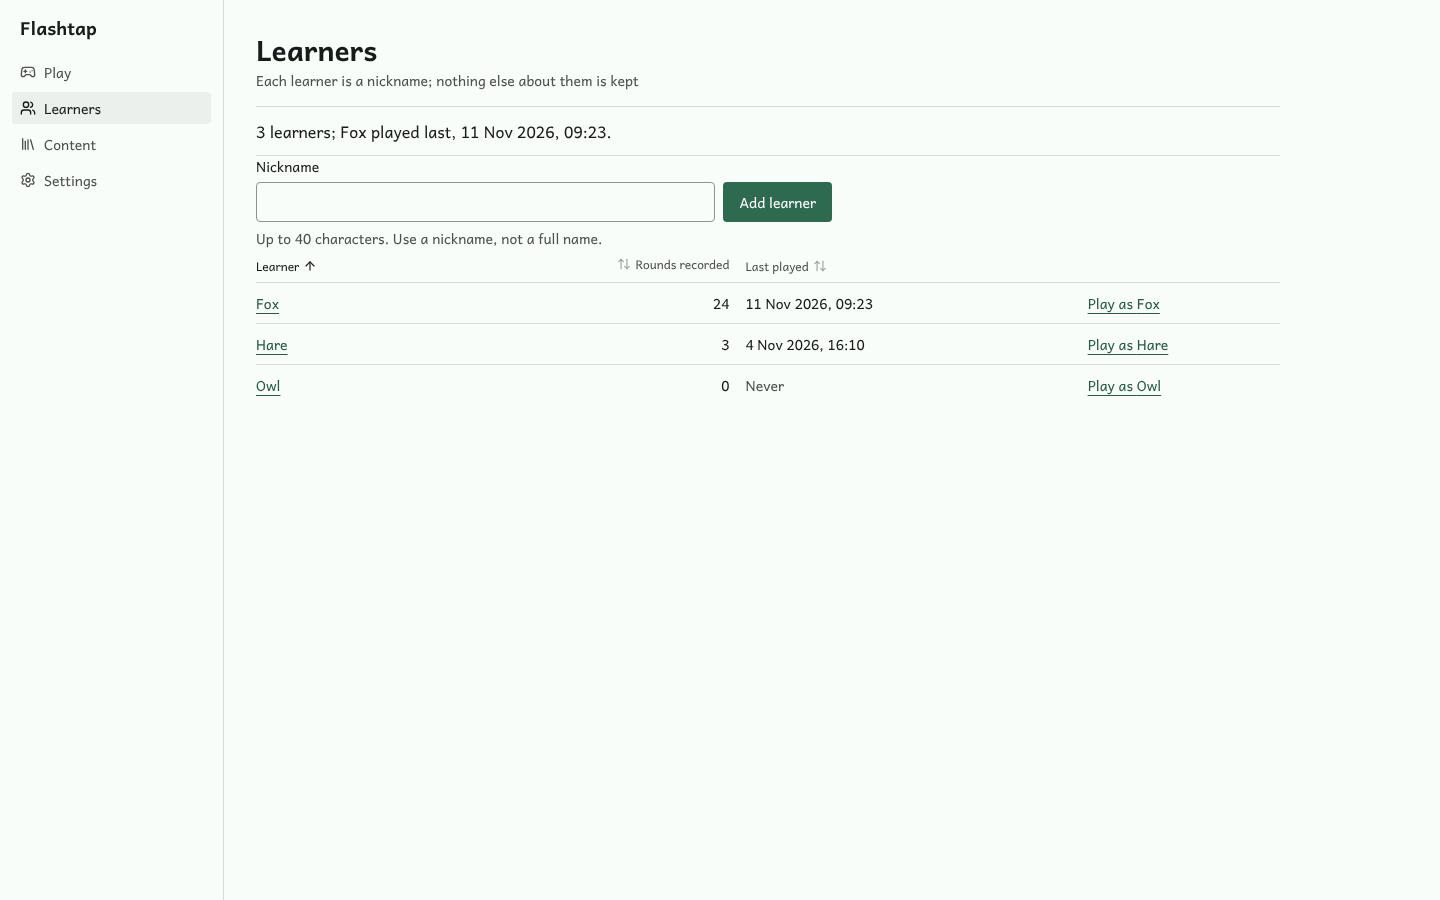 Flashtap
Play
Learners
Content
Settings
Learners
Each learner is a nickname; nothing else about them is kept
3 learners; Fox played last, 11 Nov 2026, 09:23.
Nickname
Add learner
Up to 40 characters. Use a nickname, not a full name.
Learner Rounds recorded Last played
Fox 24 11 Nov 2026, 09:23 Play as Fox
Hare 3 4 Nov 2026, 16:10 Play as Hare
Owl 0 Never Play as Owl